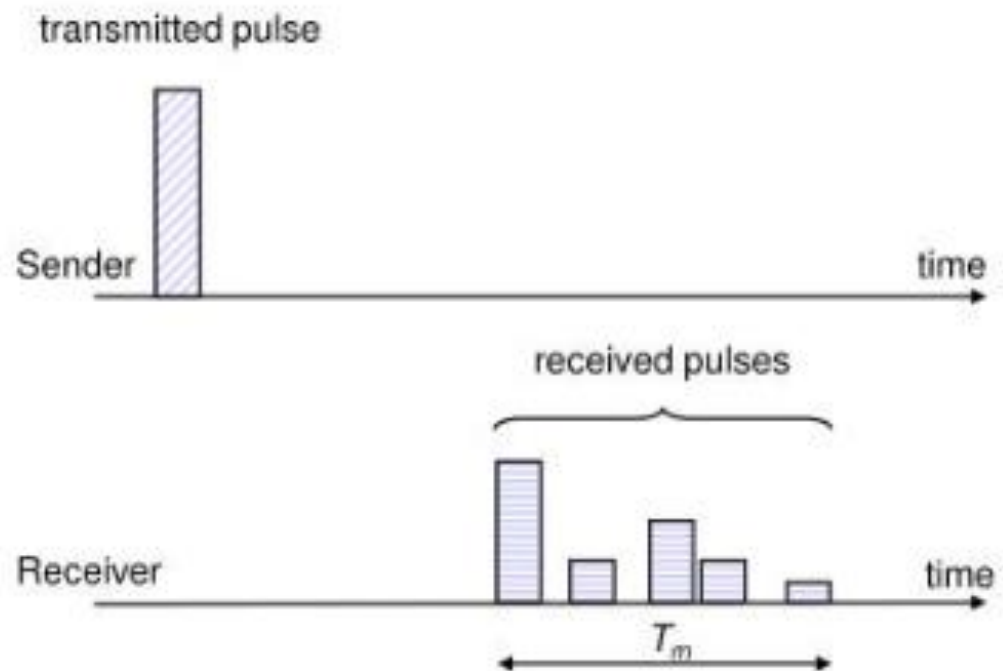 transmitted pulse
Sender
time
received pulses
Receiver
time
Tm